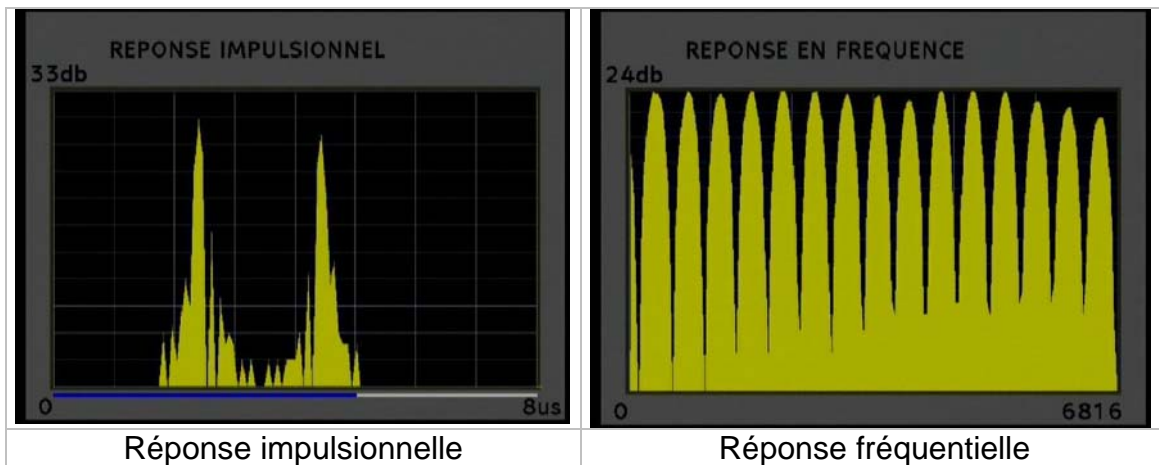 REPONSE IMPULSIONNEL
33db
0
8us
Réponse impulsionnelle
REPONSE EN FREQUENCE
24db
0
6816
Réponse fréquentielle